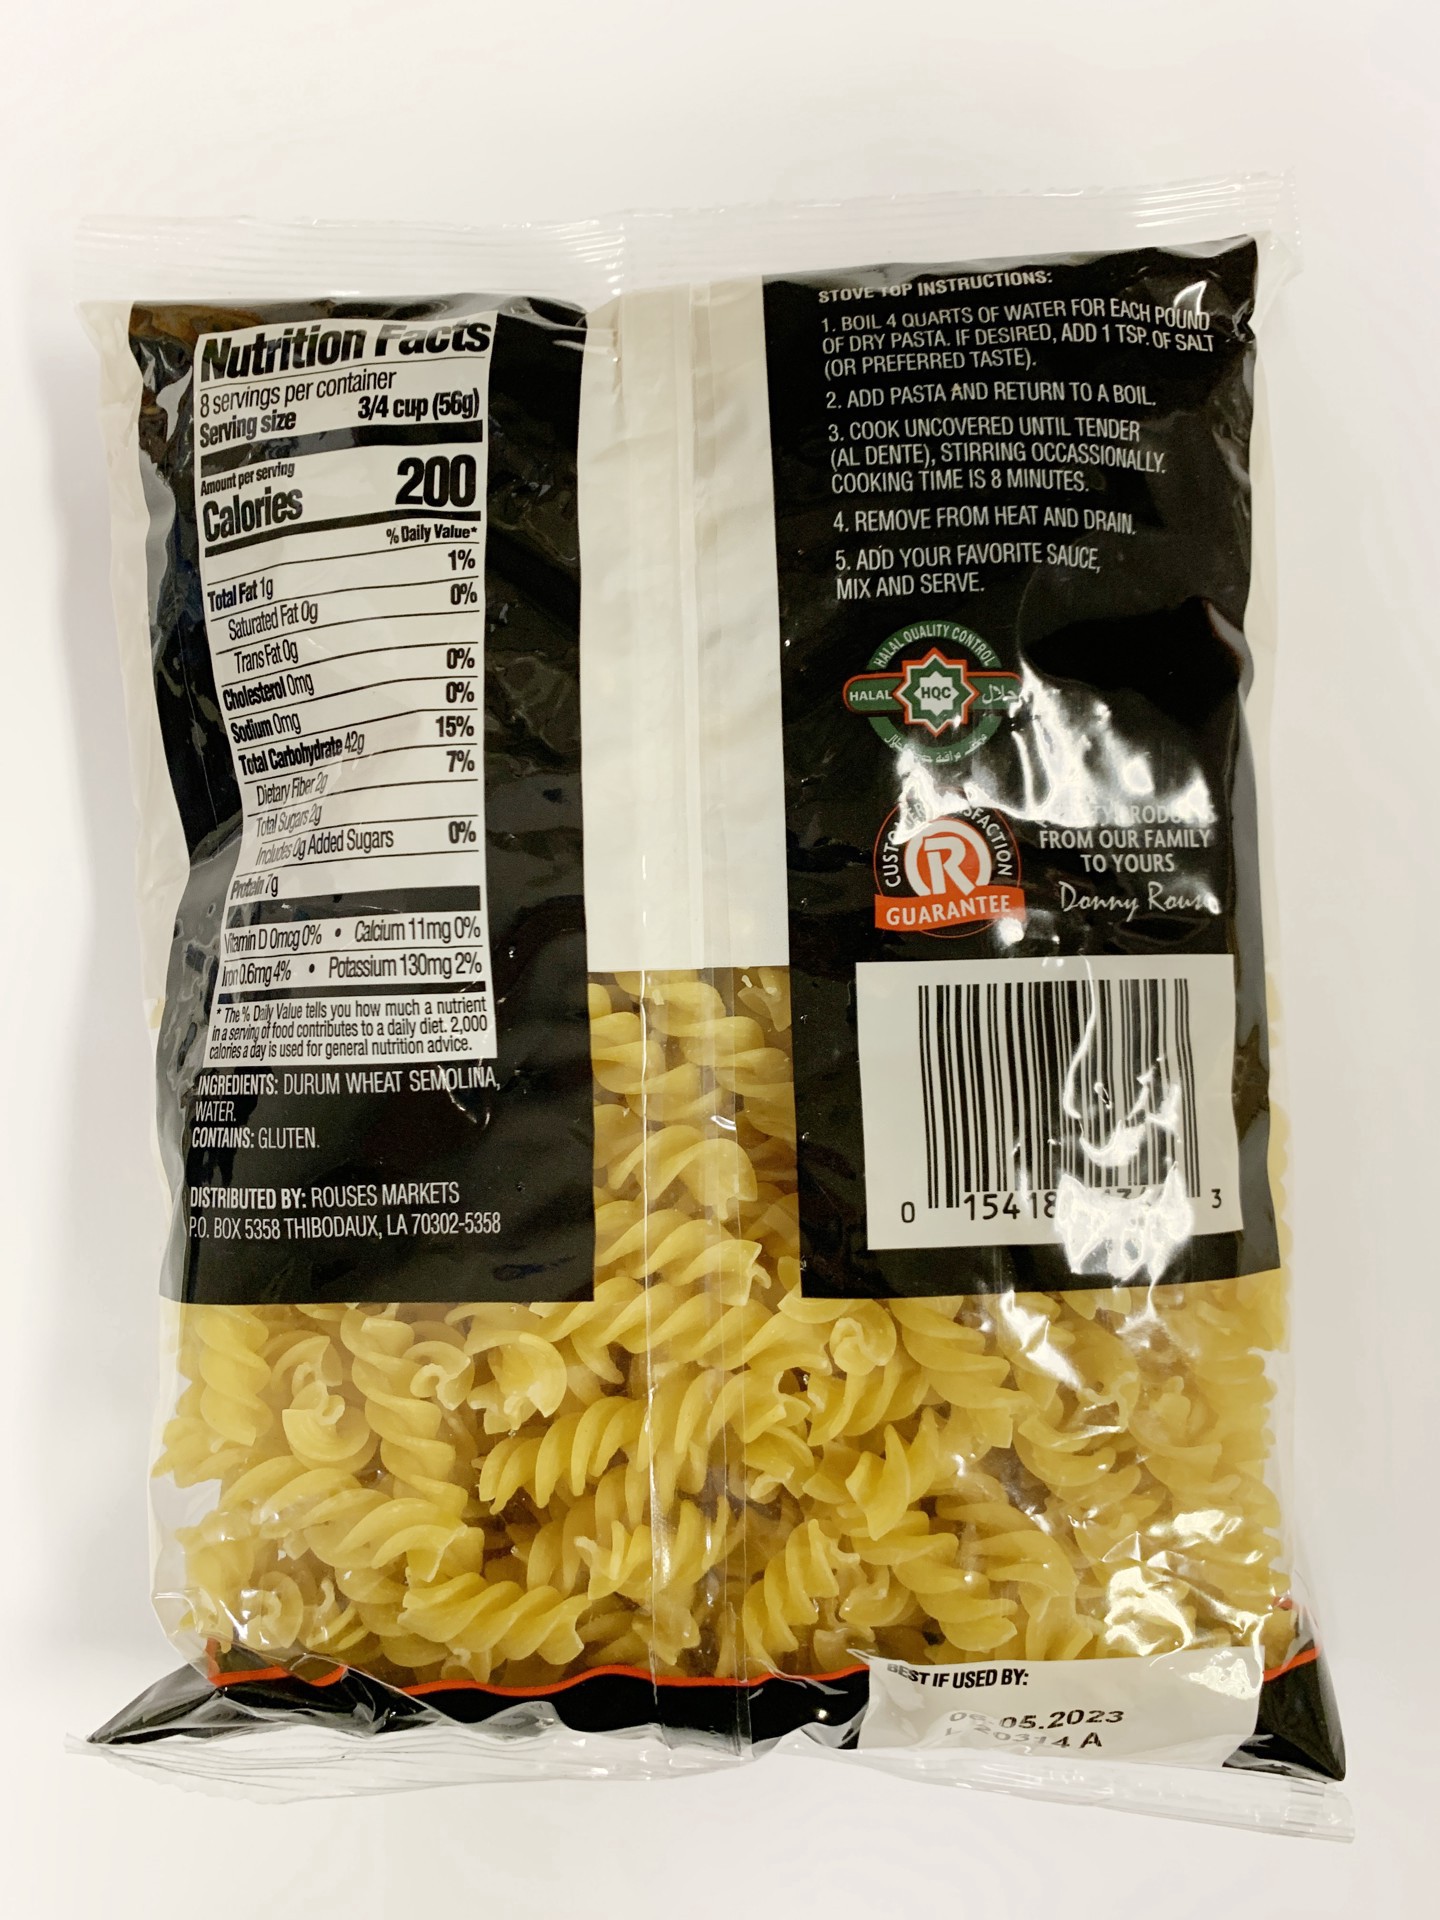 Nutrition Facts
8 servings per container
Serving size 3/4 cup (56g)
Amount per serving
Calories 200
% Daily Value*
Total Fat 1g 1%
Saturated Fat 0g 0%
Trans Fat 0g
Cholesterol 0mg 0%
Sodium 0mg 0%
Total Carbohydrate 42g 15%
Dietary Fiber 2g 7%
Total Sugars 2g
Includes 0g Added Sugars 0%
Protein 7g
Vitamin D 0mcg 0% • Calcium 11mg 0%
Iron 0.6mg 4% • Potassium 130mg 2%
* The % Daily Value tells you how much a nutrient
in a serving of food contributes to a daily diet. 2,000
calories a day is used for general nutrition advice.
INGREDIENTS: DURUM WHEAT SEMOLINA,
WATER.
CONTAINS: GLUTEN.
DISTRIBUTED BY: ROUSES MARKETS
P.O. BOX 5358 THIBODAUX, LA 70302-5358
STOVE TOP INSTRUCTIONS:
1. BOIL 4 QUARTS OF WATER FOR EACH POUND
OF DRY PASTA. IF DESIRED, ADD 1 TSP. OF SALT
(OR PREFERRED TASTE).
2. ADD PASTA AND RETURN TO A BOIL.
3. COOK UNCOVERED UNTIL TENDER
(AL DENTE), STIRRING OCCASSIONALLY.
COOKING TIME IS 8 MINUTES.
4. REMOVE FROM HEAT AND DRAIN.
5. ADD YOUR FAVORITE SAUCE,
MIX AND SERVE.
HALAL QUALITY CONTROL
HALAL HQC حلال
CUSTOMER SATISFACTION
R
GUARANTEE
PRODUCTS
FROM OUR FAMILY
TO YOURS
Donny Rouse
0 15418 3
BEST IF USED BY:
05.2023
L 20314 A